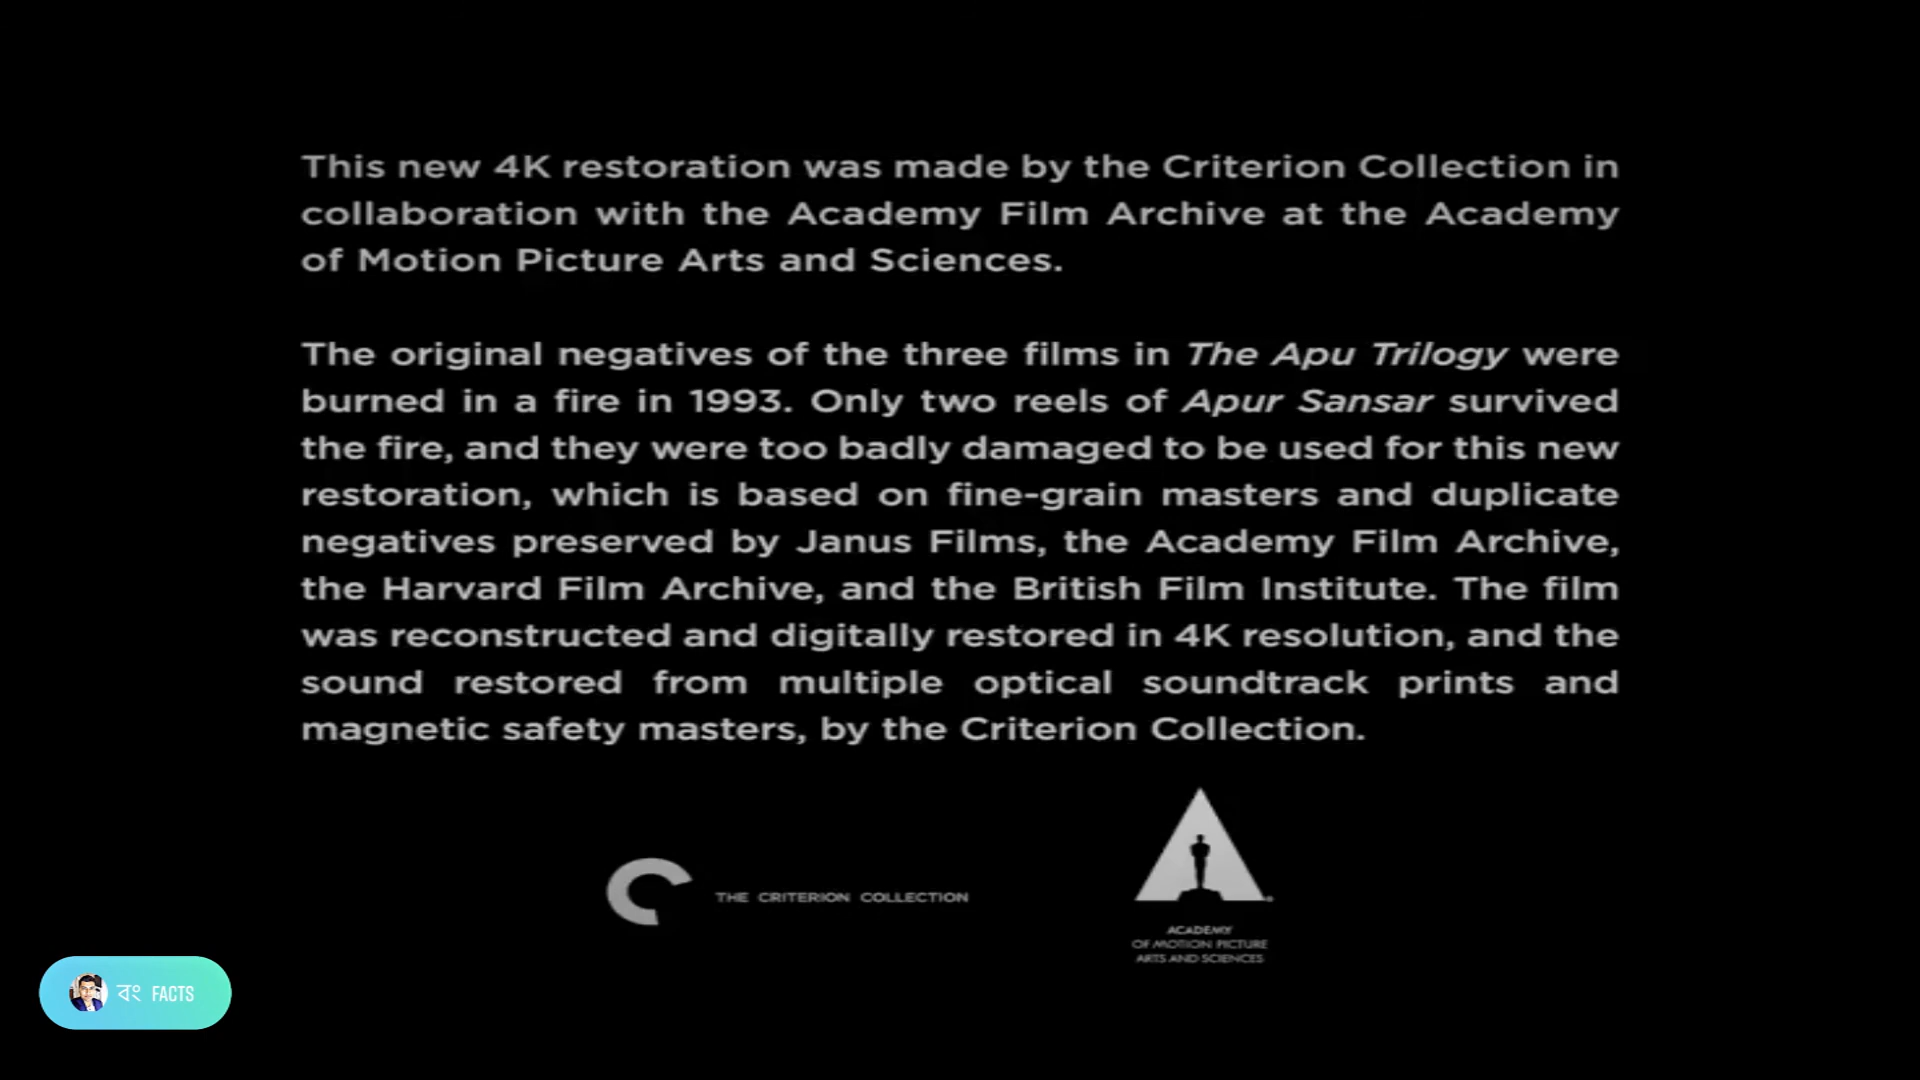 This new 4K restoration was made by the Criterion Collection in
collaboration with the Academy Film Archive at the Academy
of Motion Picture Arts and Sciences.
The original negatives of the three films in The Apu Trilogy were
burned in a fire in 1993. Only two reels of Apur Sansar survived
the fire, and they were too badly damaged to be used for this new
restoration, which is based on fine-grain masters and duplicate
negatives preserved by Janus Films, the Academy Film Archive,
the Harvard Film Archive, and the British Film Institute. The film
was reconstructed and digitally restored in 4K resolution, and the
sound restored from multiple optical soundtrack prints and
magnetic safety masters, by the Criterion Collection.
THE CRITERION COLLECTION
ACADEMY
OF MOTION PICTURE
ARTS AND SCIENCES
বং FACTS